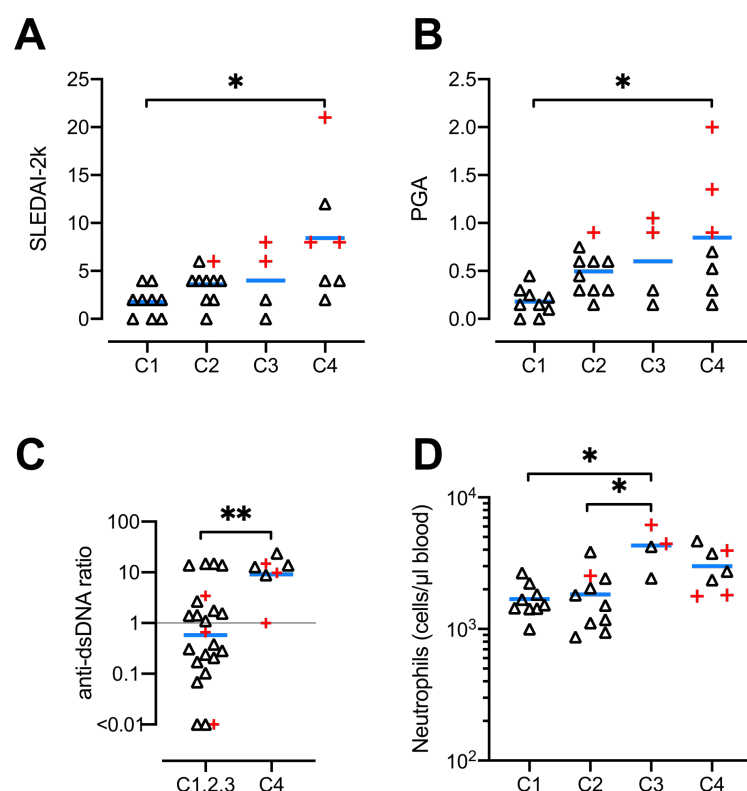 A
B
SLEDAI-2k
25
20
15
10
5
0
*
C1
C2
C3
C4
PGA
2.5
2.0
1.5
1.0
0.5
0.0
*
C1
C2
C3
C4
C
D
anti-dsDNA ratio
100
10
1
0.1
<0.01
**
C1,2,3
C4
Neutrophils (cells/µl blood)
10⁴
10³
10²
*
*
C1
C2
C3
C4